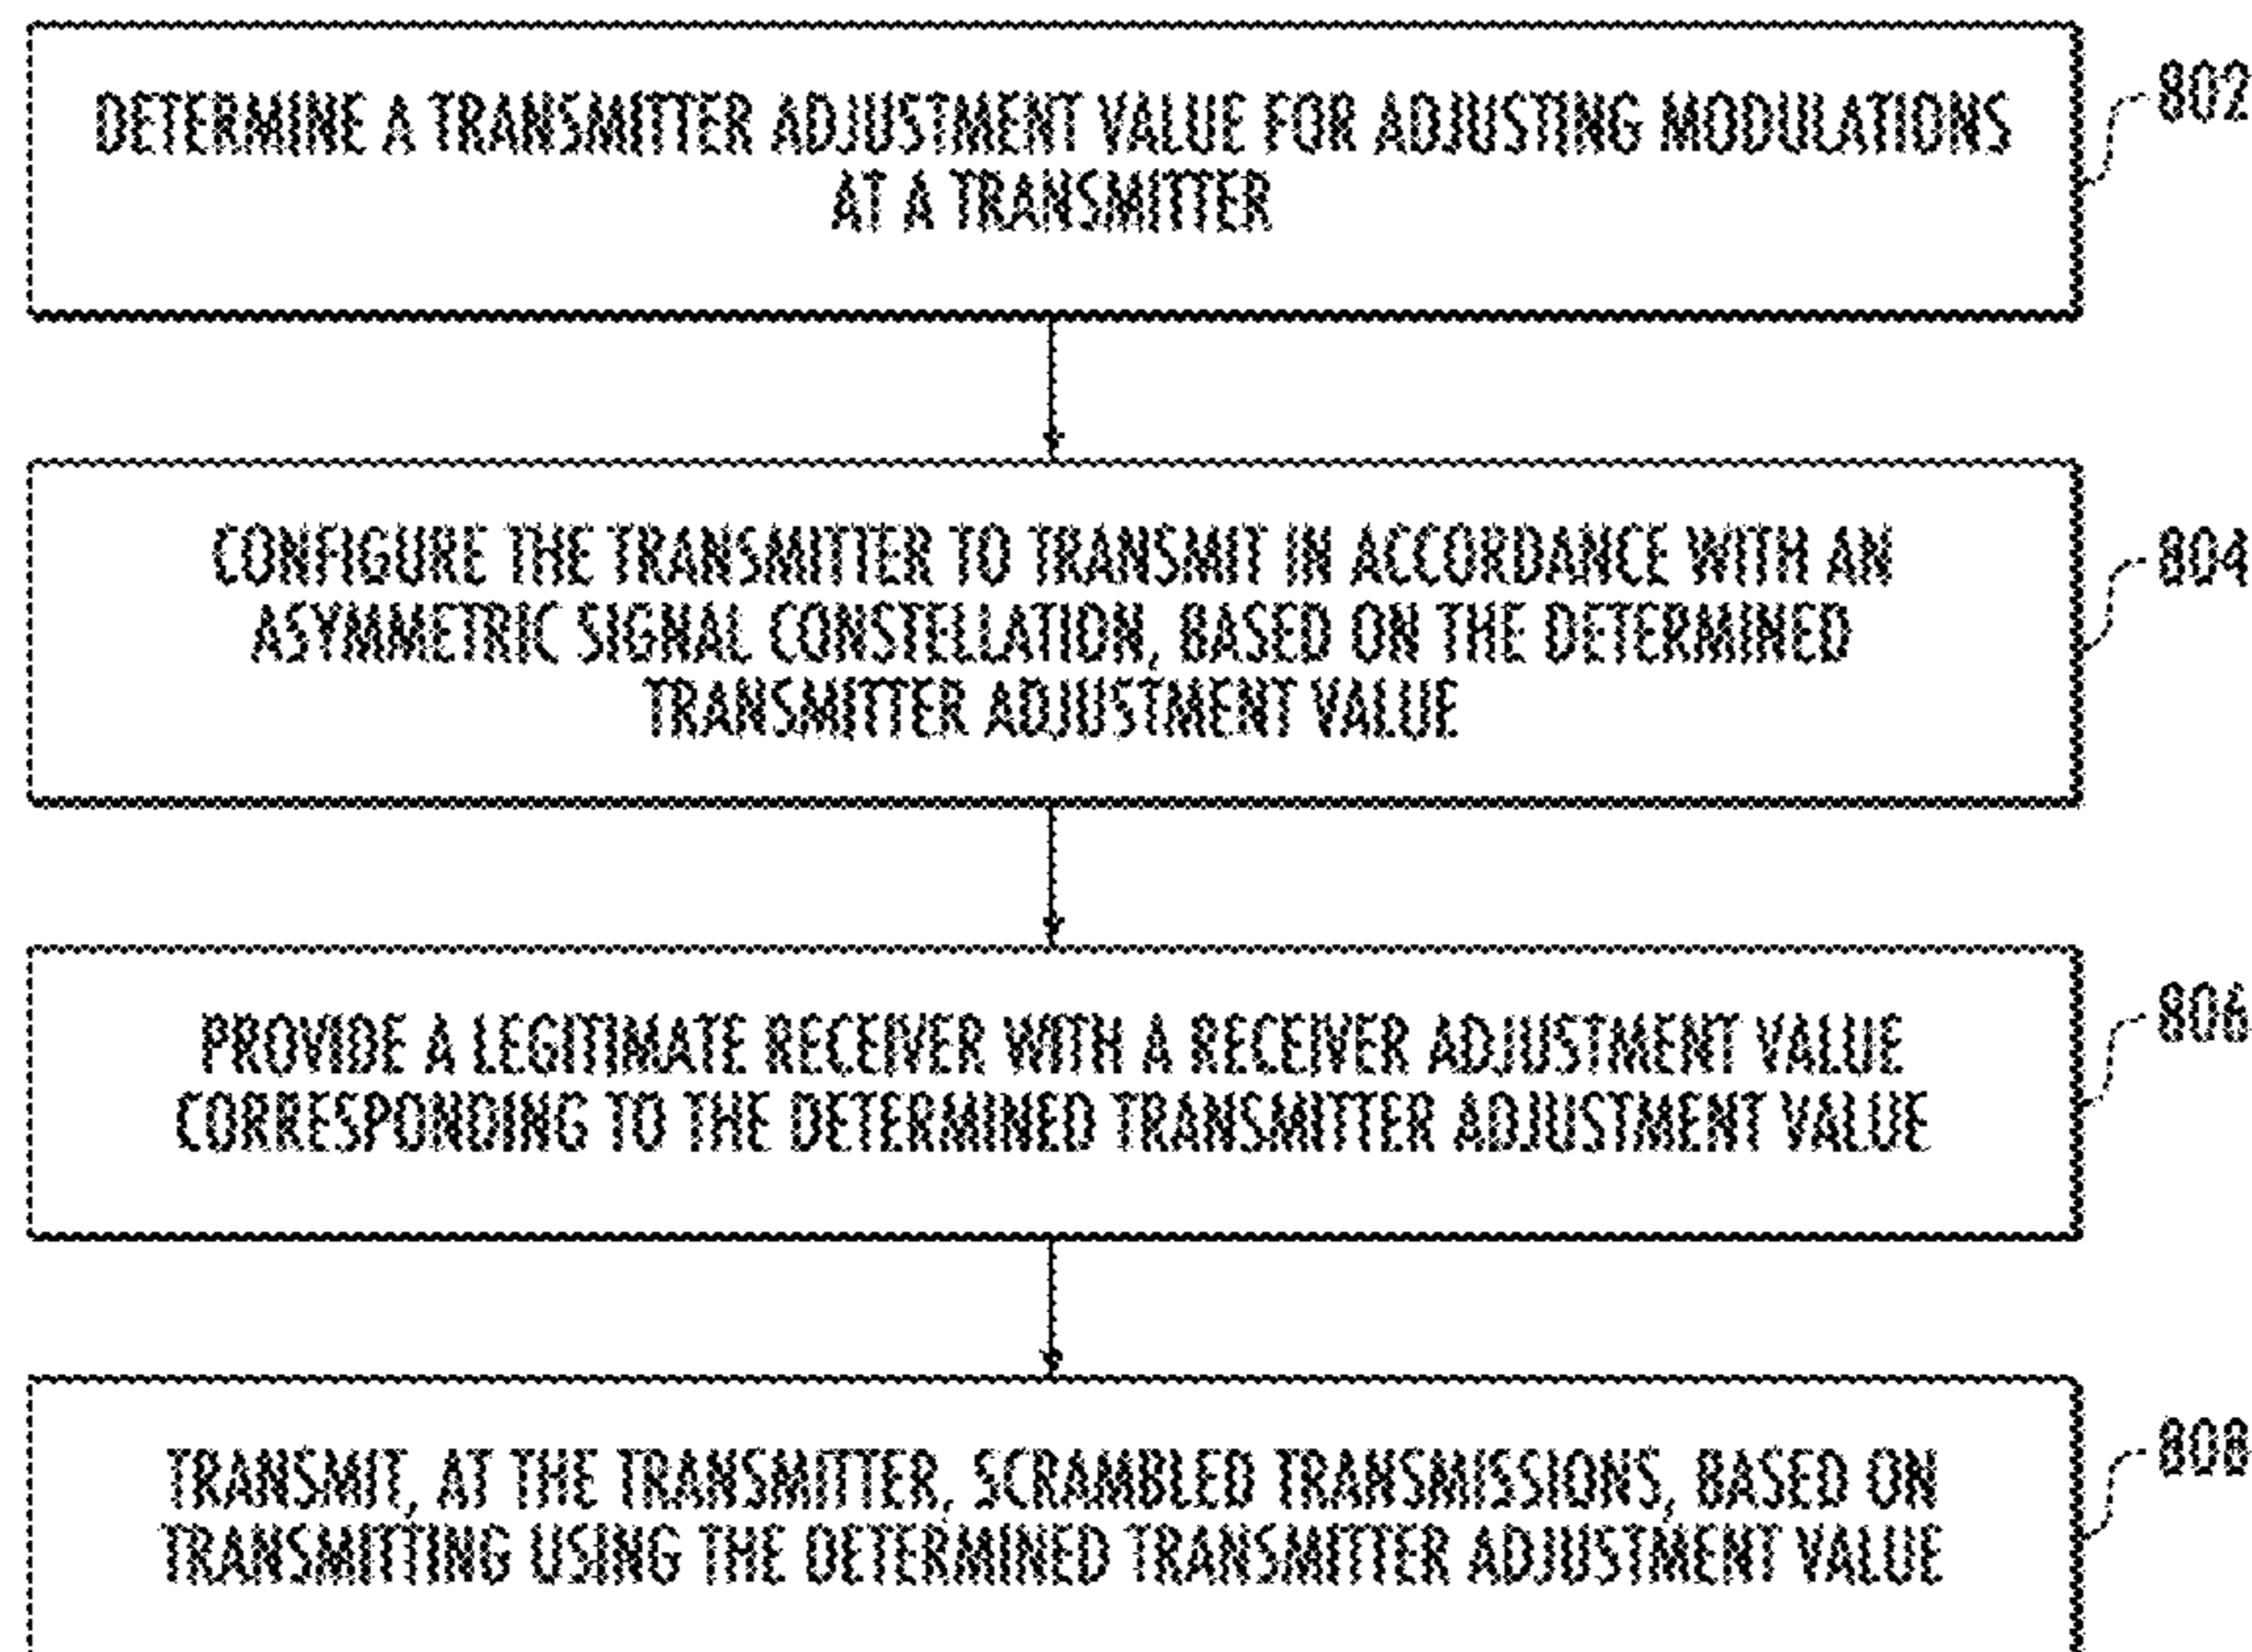 DETERMINE A TRANSMITTER ADJUSTMENT VALUE FOR ADJUSTING MODULATIONS
AT A TRANSMITTER
802
CONFIGURE THE TRANSMITTER TO TRANSMIT IN ACCORDANCE WITH AN
ASYMMETRIC SIGNAL CONSTELLATION, BASED ON THE DETERMINED
TRANSMITTER ADJUSTMENT VALUE
804
PROVIDE A LEGITIMATE RECEIVER WITH A RECEIVER ADJUSTMENT VALUE
CORRESPONDING TO THE DETERMINED TRANSMITTER ADJUSTMENT VALUE
806
TRANSMIT, AT THE TRANSMITTER, SCRAMBLED TRANSMISSIONS, BASED ON
TRANSMITTING USING THE DETERMINED TRANSMITTER ADJUSTMENT VALUE
808